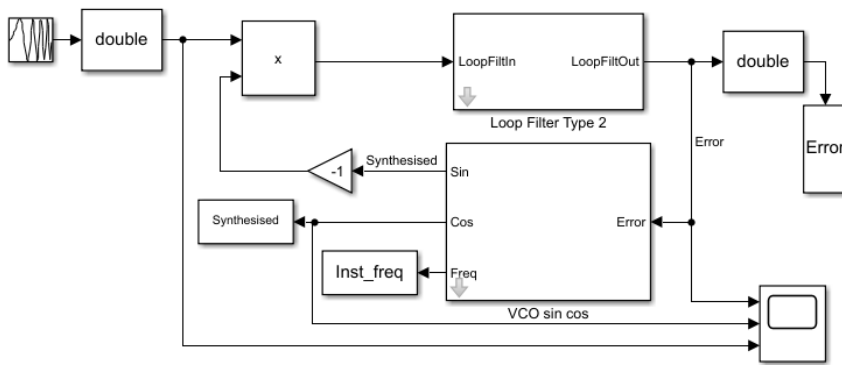 double
x
LoopFiltIn
LoopFiltOut
Loop Filter Type 2
double
Error
Error
-1
Synthesised
Sin
Cos
Freq
Error
VCO sin cos
Synthesised
Inst_freq